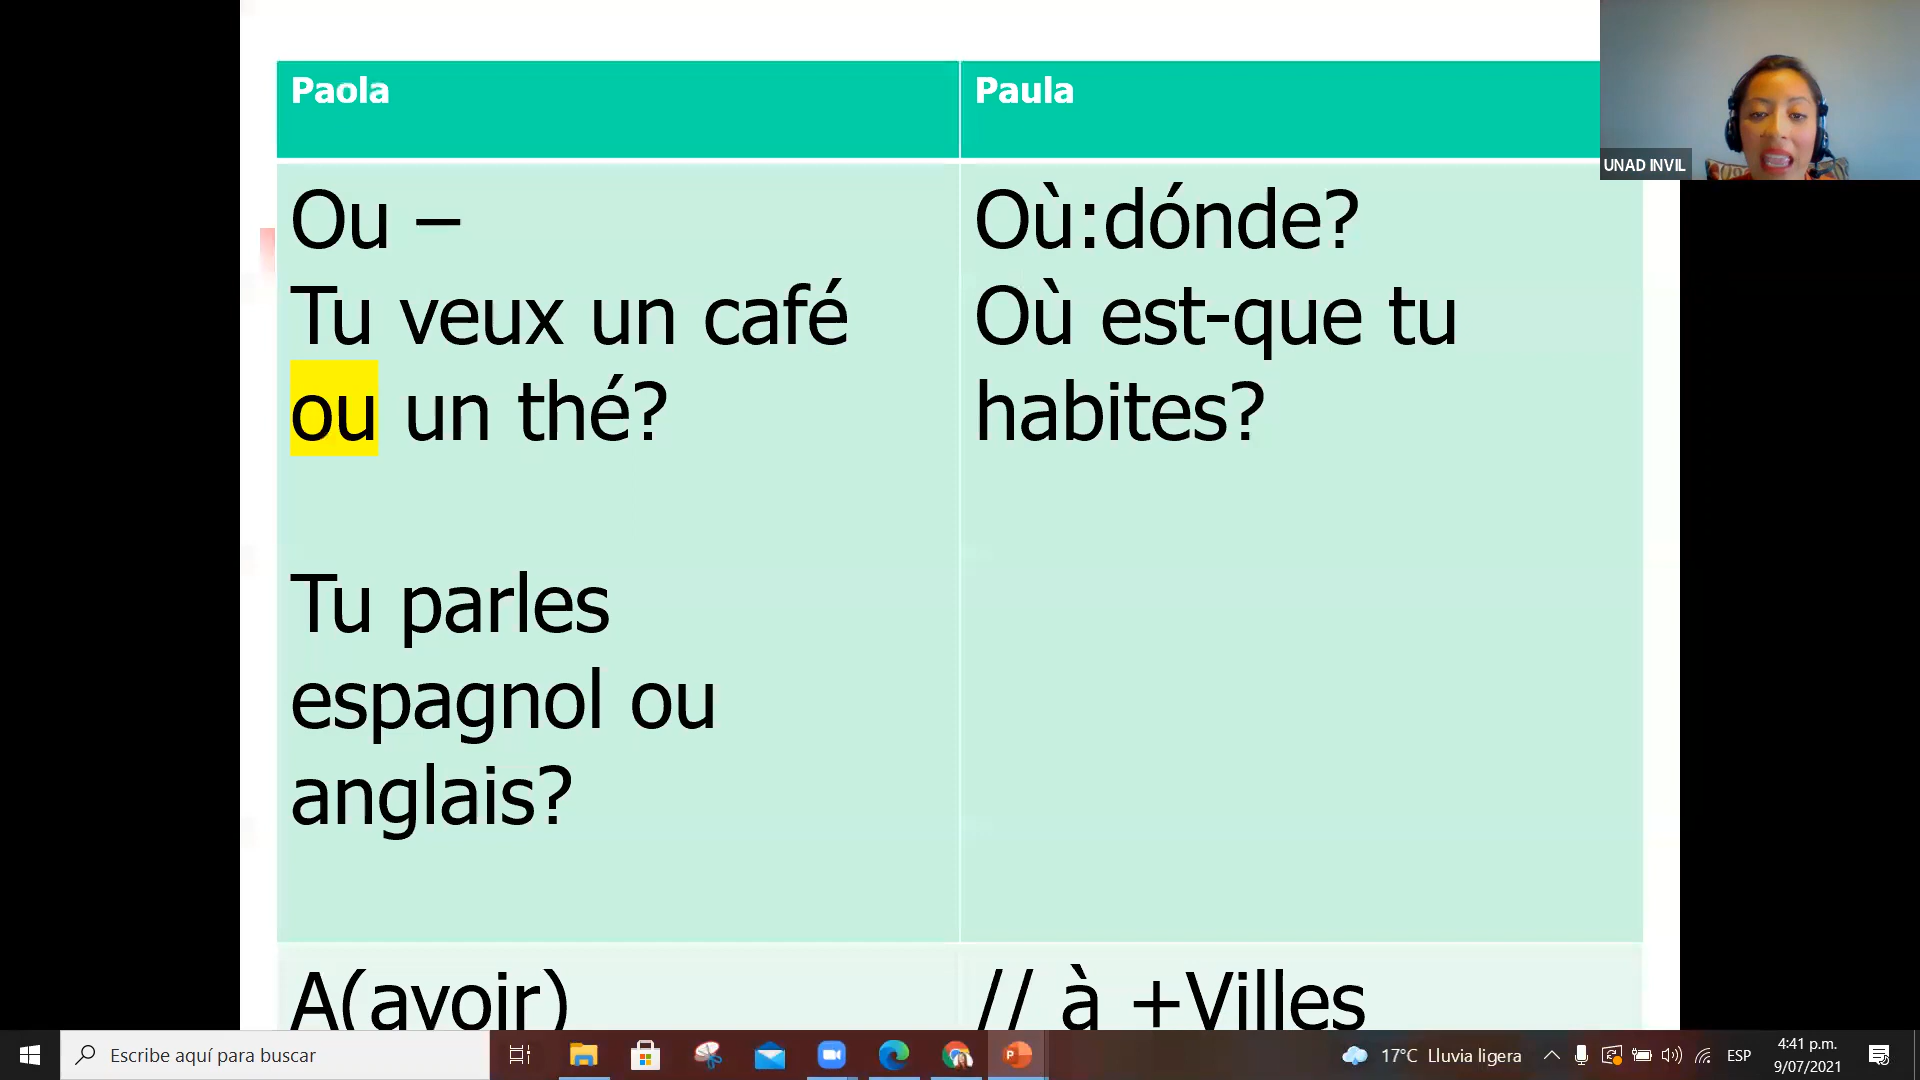 Paola
Paula
Ou –
Tu veux un café
ou un thé?
Tu parles
espagnol ou
anglais?
Où:dónde?
Où est-que tu
habites?
A(avoir)
// à +Villes
UNAD INVIL
Escribe aquí para buscar
17°C Lluvia ligera
ESP
4:41 p.m.
9/07/2021